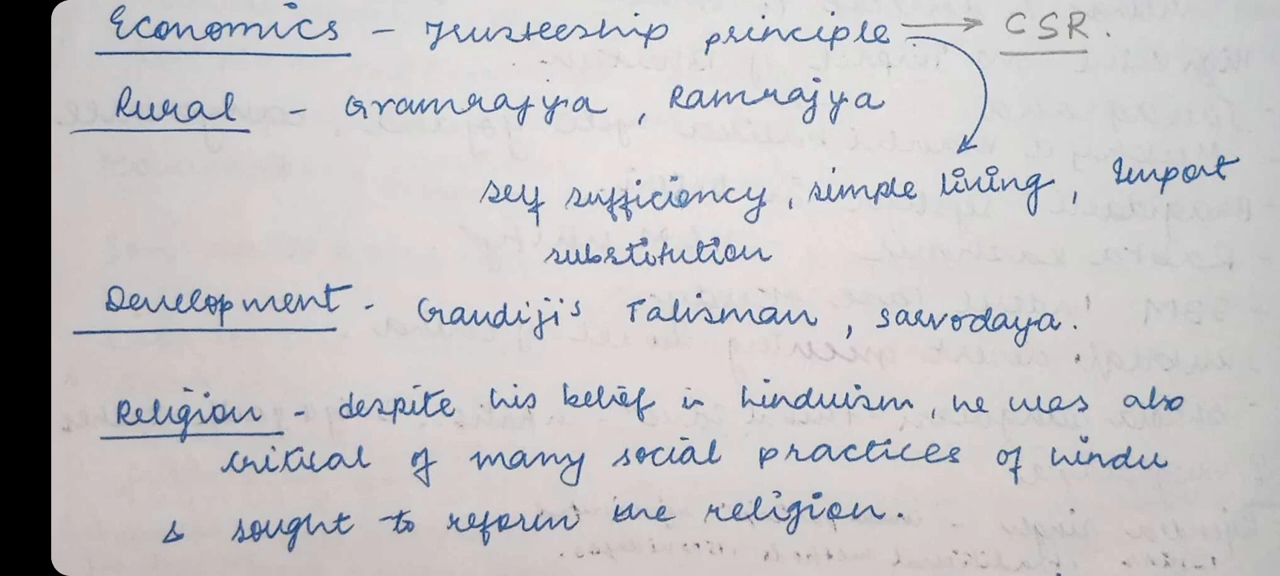 Economics - Trusteeship principle → CSR.
Rural - Gramrajya, Ramrajya
self sufficiency, simple living, Import
substitution
Development - Gandiji's Talisman, sarvodaya.
Religion - despite his belief in hinduism, he was also
critical of many social practices of hindu
& sought to reform the religion.